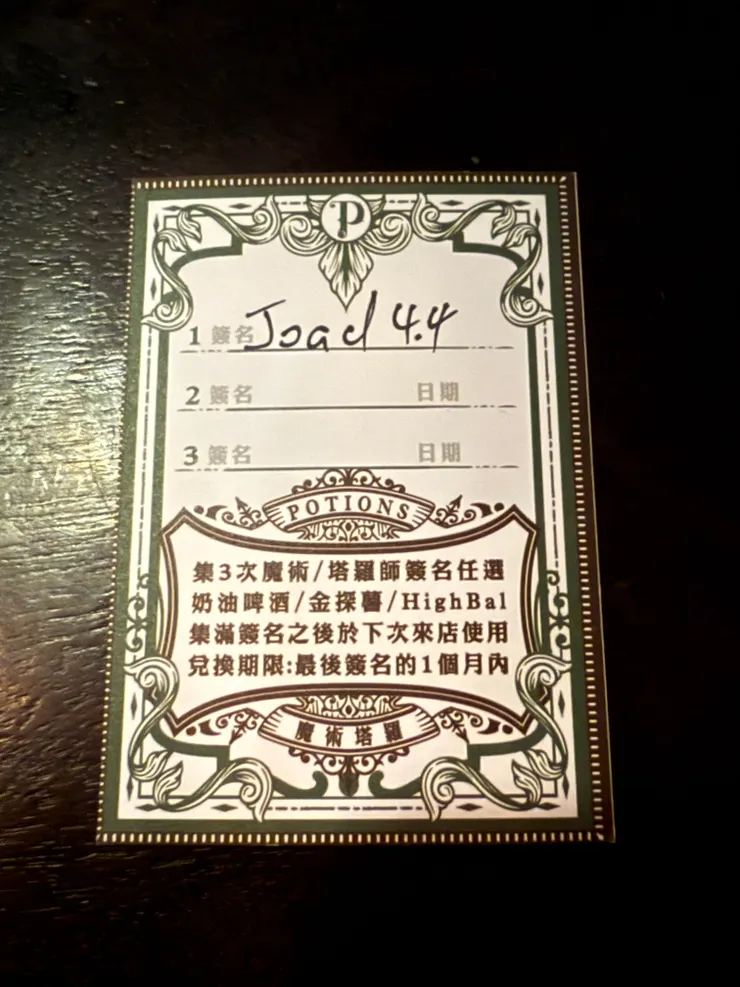 P
1 簽名 Joad 4.4
2 簽名 日期
3 簽名 日期
POTIONS
集3次魔術/塔羅師簽名任選
奶油啤酒/金探薯/HighBal
集滿簽名之後於下次來店使用
兌換期限:最後簽名的1個月內
魔術塔羅